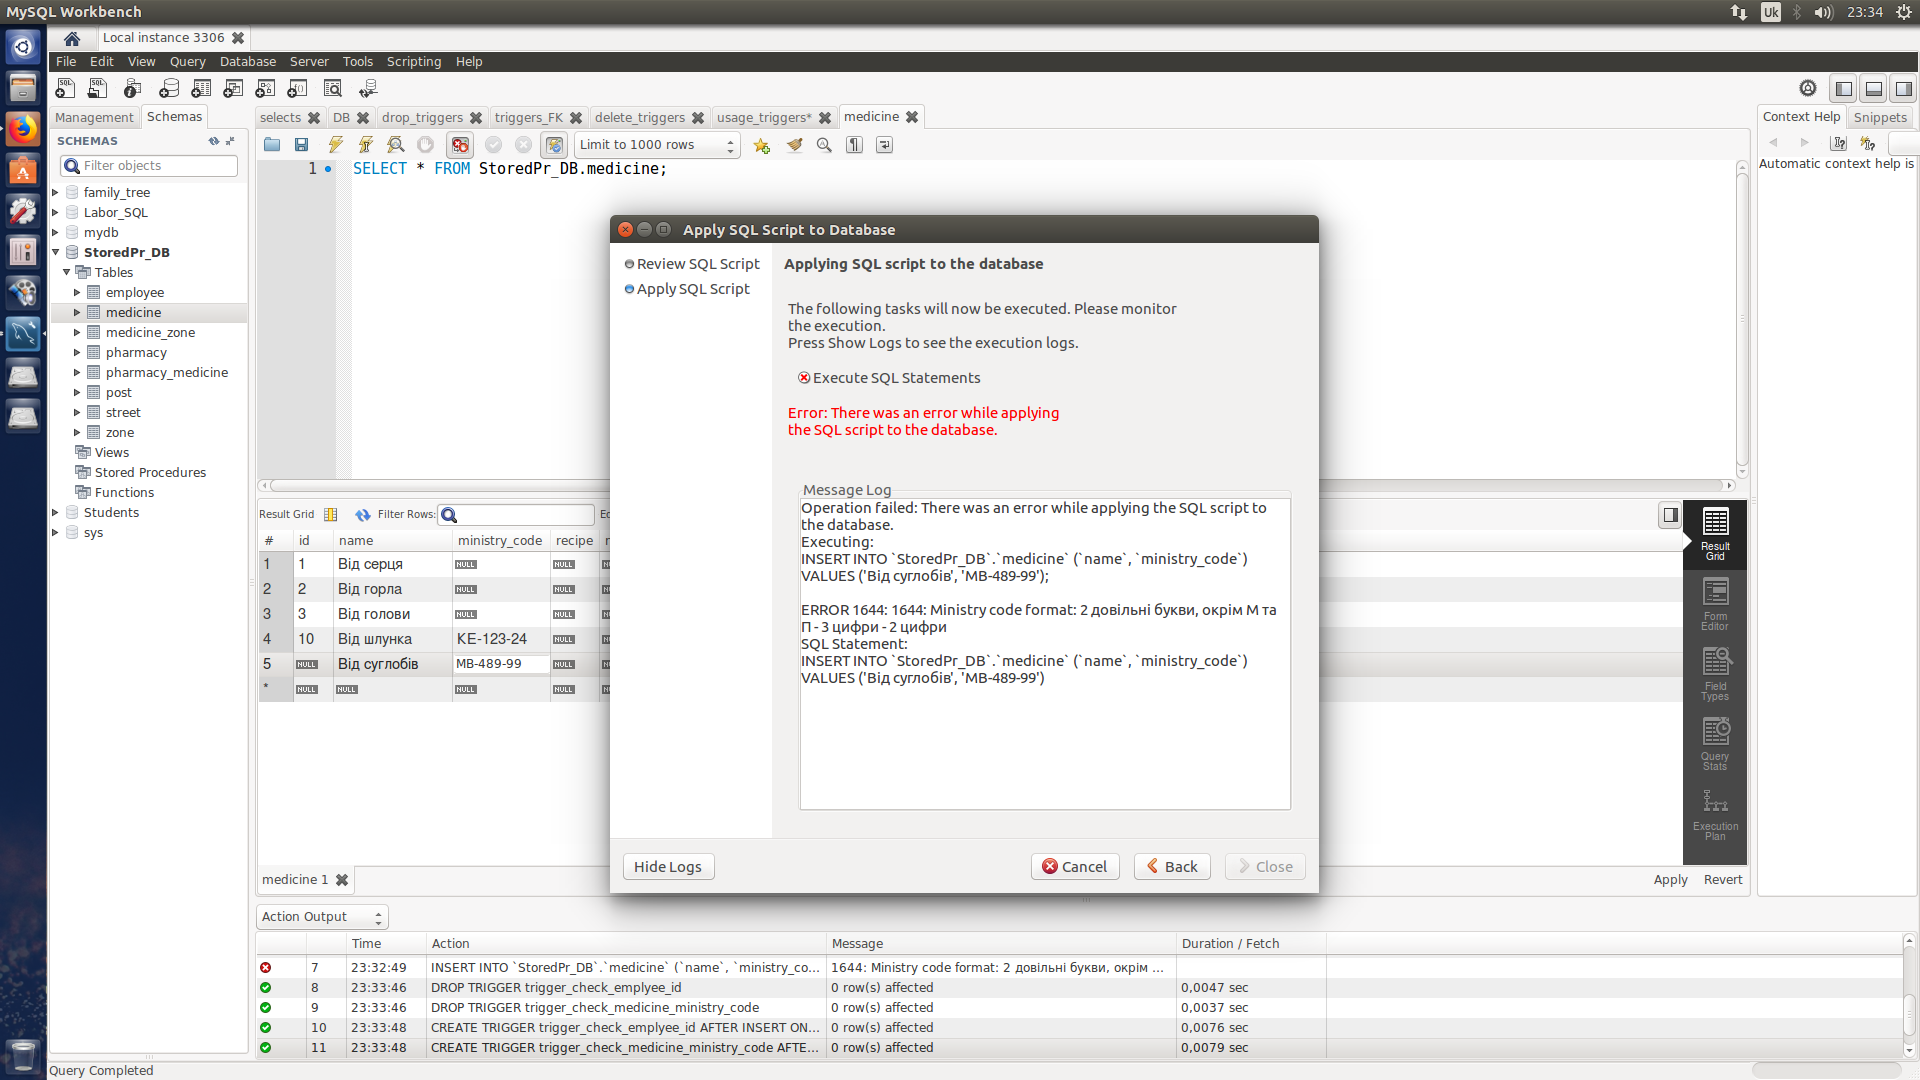 MySQL Workbench
Uk
23:34
Local instance 3306
File Edit View Query Database Server Tools Scripting Help
Management Schemas
selects DB drop_triggers triggers_FK delete_triggers usage_triggers* medicine
Context Help Snippets
SCHEMAS
Filter objects
Limit to 1000 rows
Automatic context help is
1 SELECT * FROM StoredPr_DB.medicine;
family_tree
Labor_SQL
mydb
StoredPr_DB
Tables
employee
medicine
medicine_zone
pharmacy
pharmacy_medicine
post
street
zone
Views
Stored Procedures
Functions
Students
sys
Apply SQL Script to Database
Review SQL Script
Apply SQL Script
Applying SQL script to the database
The following tasks will now be executed. Please monitor
the execution.
Press Show Logs to see the execution logs.
Execute SQL Statements
Error: There was an error while applying
the SQL script to the database.
Message Log
Operation failed: There was an error while applying the SQL script to
the database.
Executing:
INSERT INTO `StoredPr_DB`.`medicine` (`name`, `ministry_code`)
VALUES ('Від суглобів', 'МВ-489-99');
ERROR 1644: 1644: Ministry code format: 2 довільні букви, окрім М та
П - 3 цифри - 2 цифри
SQL Statement:
INSERT INTO `StoredPr_DB`.`medicine` (`name`, `ministry_code`)
VALUES ('Від суглобів', 'МВ-489-99')
Hide Logs
Cancel
Back
Close
Result Grid Filter Rows: Ed
# id name ministry_code recipe r
1 1 Від серця NULL NULL
2 2 Від горла NULL NULL
3 3 Від голови NULL NULL
4 10 Від шлунка КЕ-123-24 NULL
5 NULL Від суглобів МВ-489-99 NULL
* NULL NULL NULL NULL
Result
Grid
Form
Editor
Field
Types
Query
Stats
Execution
Plan
medicine 1
Apply Revert
Action Output
Time Action Message Duration / Fetch
7 23:32:49 INSERT INTO `StoredPr_DB`.`medicine` (`name`, `ministry_co... 1644: Ministry code format: 2 довільні букви, окрім ...
8 23:33:46 DROP TRIGGER trigger_check_emplyee_id 0 row(s) affected 0,0047 sec
9 23:33:46 DROP TRIGGER trigger_check_medicine_ministry_code 0 row(s) affected 0,0037 sec
10 23:33:48 CREATE TRIGGER trigger_check_emplyee_id AFTER INSERT ON... 0 row(s) affected 0,0076 sec
11 23:33:48 CREATE TRIGGER trigger_check_medicine_ministry_code AFTE... 0 row(s) affected 0,0079 sec
Query Completed